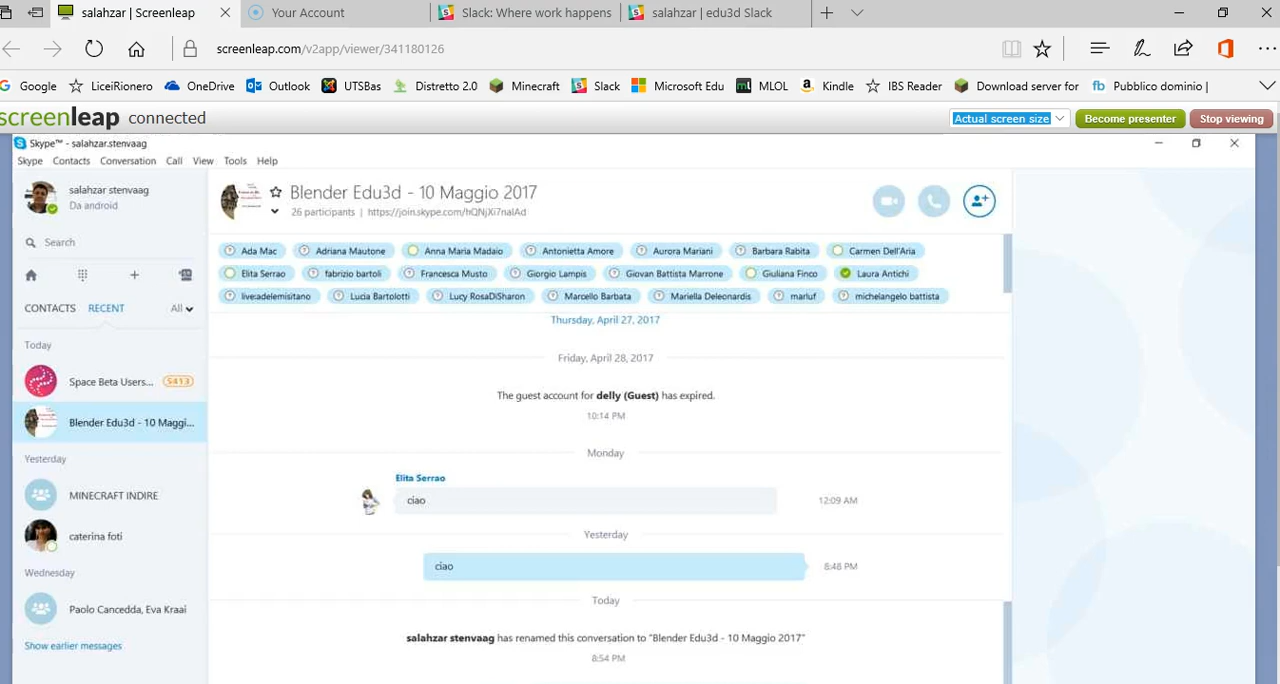 salahzar | Screenleap
Your Account
Slack: Where work happens
salahzar | edu3d Slack
screenleap.com/v2app/viewer/341180126
Google LiceiRionero OneDrive Outlook UTSBas Distretto 2.0 Minecraft Slack Microsoft Edu MLOL Kindle IBS Reader Download server for Pubblico dominio |
screenleap connected Actual screen size Become presenter Stop viewing
Skype™ - salahzar.stenvaag
Skype Contacts Conversation Call View Tools Help
salahzar stenvaag
Da android
Search
CONTACTS RECENT All
Today
Space Beta Users... 5413
Blender Edu3d - 10 Maggi...
Yesterday
MINECRAFT INDIRE
caterina foti
Wednesday
Paolo Cancedda, Eva Kraai
Show earlier messages
Blender Edu3d - 10 Maggio 2017
26 participants | https://join.skype.com/hQNjXi7nalAd
Ada Mac Adriana Mautone Anna Maria Madaio Antonietta Amore Aurora Mariani Barbara Rabita Carmen Dell'Aria
Elita Serrao fabrizio bartoli Francesca Musto Giorgio Lampis Giovan Battista Marrone Giuliana Finco Laura Antichi
live:adelemisitano Lucia Bartolotti Lucy RosaDiSharon Marcello Barbata Mariella Deleonardis marluf michelangelo battista
Thursday, April 27, 2017
Friday, April 28, 2017
The guest account for delly (Guest) has expired.
10:14 PM
Monday
Elita Serrao
ciao 12:09 AM
Yesterday
ciao 8:48 PM
Today
salahzar stenvaag has renamed this conversation to "Blender Edu3d - 10 Maggio 2017"
8:54 PM